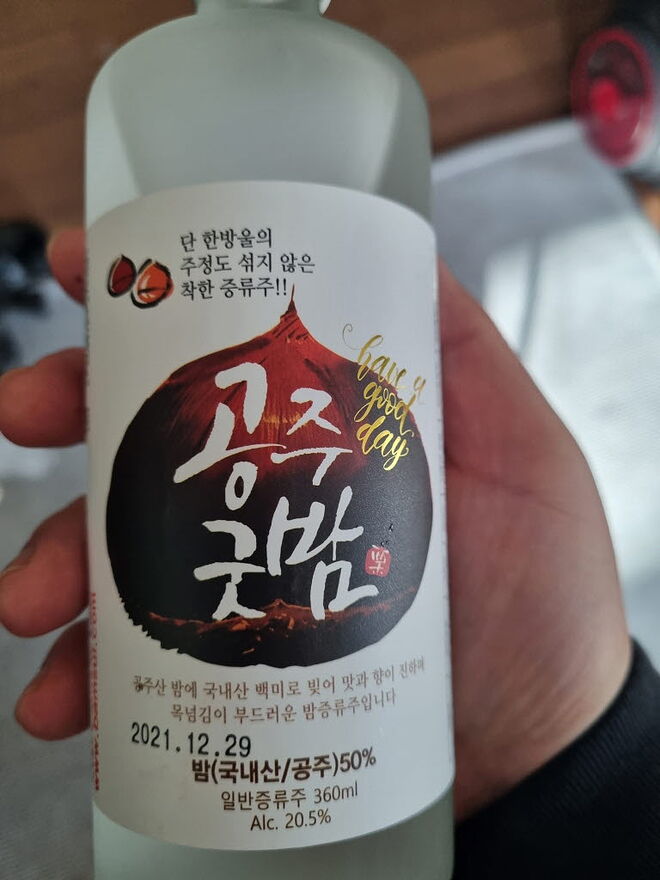 단 한방울의
주정도 섞지 않은
착한 증류주!!
have a
good
day
공주
굿밤
공주산 밤에 국내산 백미로 빚어 맛과 향이 진하며
목넘김이 부드러운 밤증류주입니다
2021.12.29
밤(국내산/공주)50%
일반증류주 360ml
Alc. 20.5%